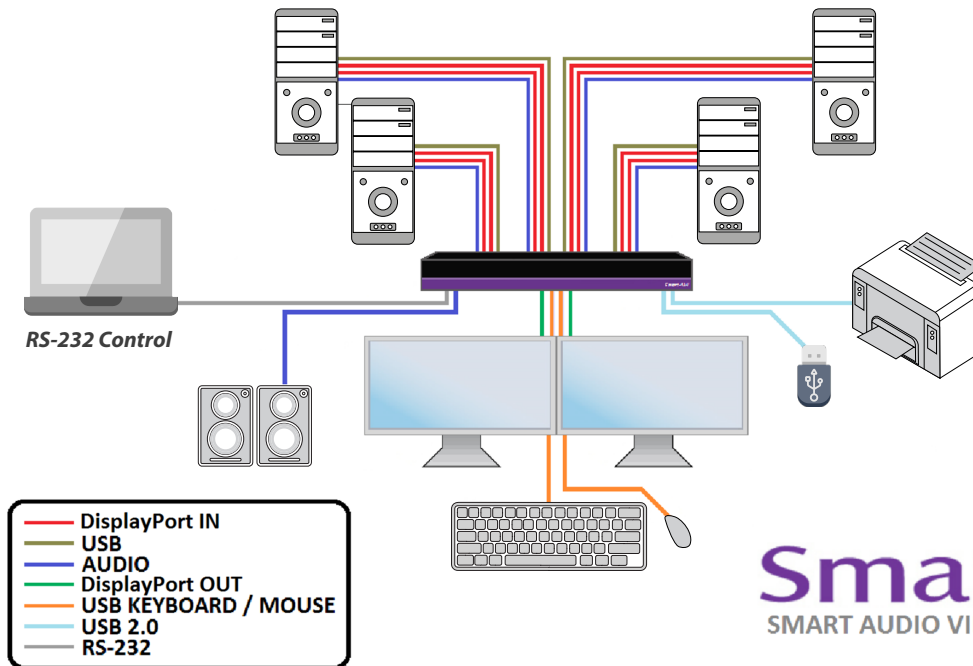 RS-232 Control
DisplayPort IN
USB
AUDIO
DisplayPort OUT
USB KEYBOARD / MOUSE
USB 2.0
RS-232
Sma
SMART AUDIO VI